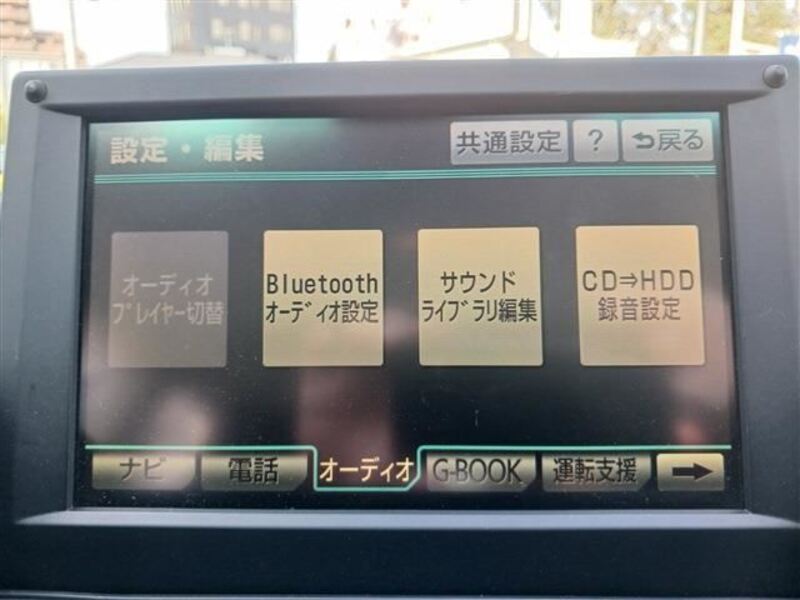 設定・編集
共通設定
?
戻る
オーディオ
プレイヤー切替
Bluetooth
オーディオ設定
サウンド
ライブラリ編集
CD⇒HDD
録音設定
ナビ
電話
オーディオ
G-BOOK
運転支援